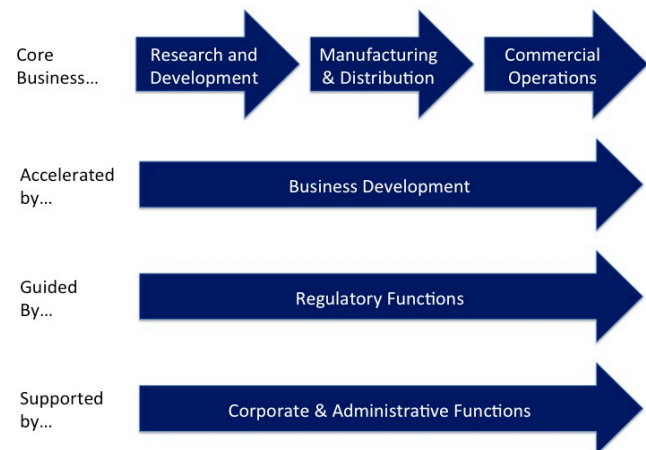 Core
Business...
Research and
Development
Manufacturing
& Distribution
Commercial
Operations
Accelerated
by...
Business Development
Guided
By...
Regulatory Functions
Supported
by...
Corporate & Administrative Functions